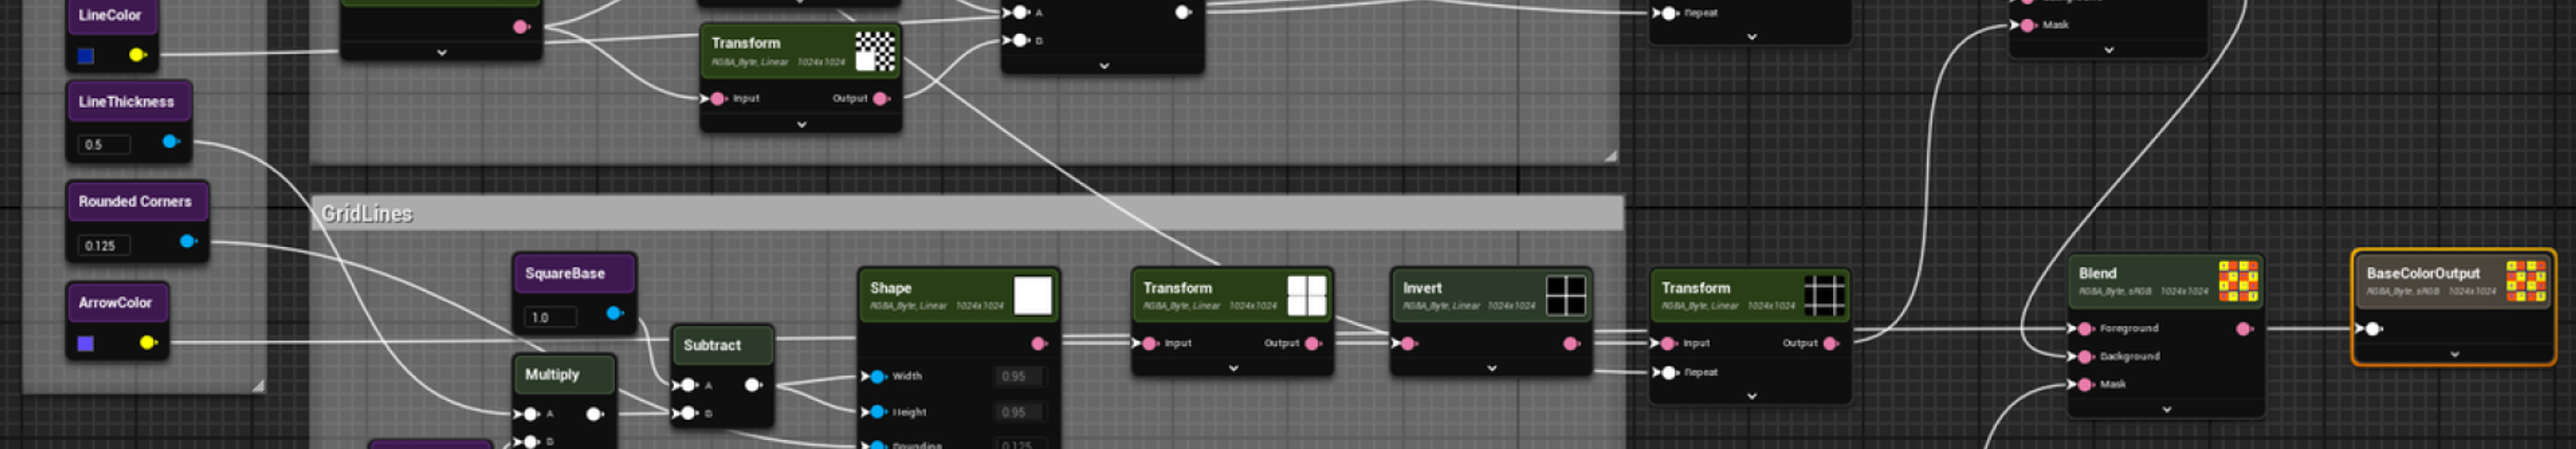 LineColor
LineThickness
0.5
Rounded Corners
0.125
ArrowColor
Transform
RGBA_Byte, Linear 1024x1024
Input Output
A
B
Repeat
Mask
GridLines
SquareBase
1.0
Multiply
A
B
Subtract
A
B
Shape
RGBA_Byte, Linear 1024x1024
Width 0.95
Height 0.95
Rounding 0.125
Transform
RGBA_Byte, Linear 1024x1024
Input Output
Invert
RGBA_Byte, Linear 1024x1024
Transform
RGBA_Byte, Linear 1024x1024
Input Output
Repeat
Blend
RGBA_Byte, sRGB 1024x1024
Foreground
Background
Mask
BaseColorOutput
RGBA_Byte, sRGB 1024x1024